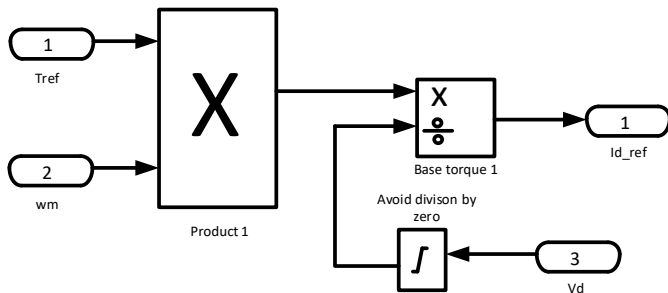 1
Tref
2
wm
X
Product 1
X
÷
Base torque 1
1
Id_ref
Avoid divison by
zero
3
Vd